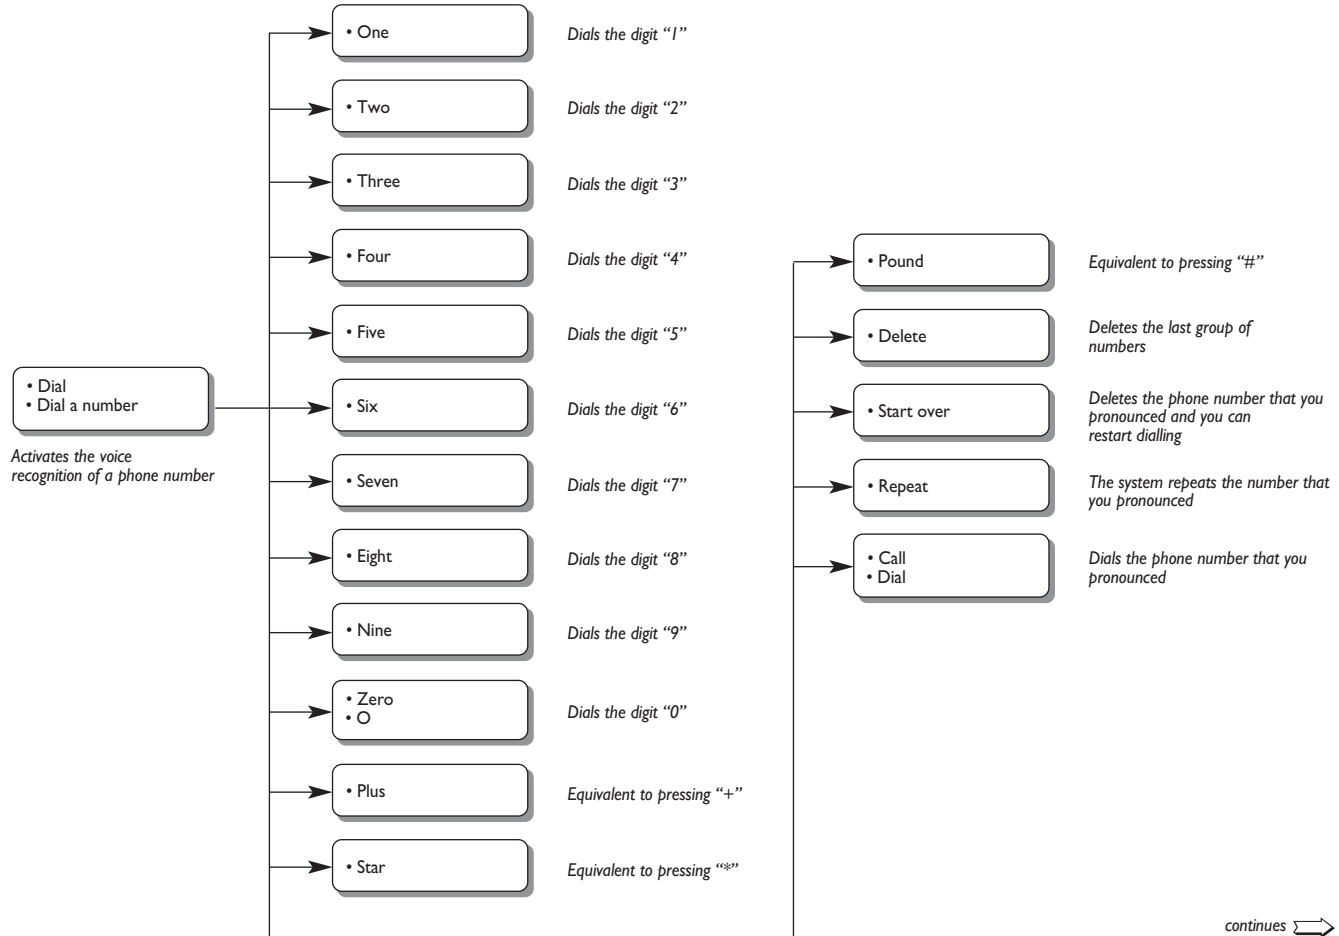 • Dial
• Dial a number
Activates the voice
recognition of a phone number
• One
Dials the digit “1”
• Two
Dials the digit “2”
• Three
Dials the digit “3”
• Four
Dials the digit “4”
• Five
Dials the digit “5”
• Six
Dials the digit “6”
• Seven
Dials the digit “7”
• Eight
Dials the digit “8”
• Nine
Dials the digit “9”
• Zero
• O
Dials the digit “0”
• Plus
Equivalent to pressing “+”
• Star
Equivalent to pressing “*”
• Pound
Equivalent to pressing “#”
• Delete
Deletes the last group of
numbers
• Start over
Deletes the phone number that you
pronounced and you can
restart dialling
• Repeat
The system repeats the number that
you pronounced
• Call
• Dial
Dials the phone number that you
pronounced
continues